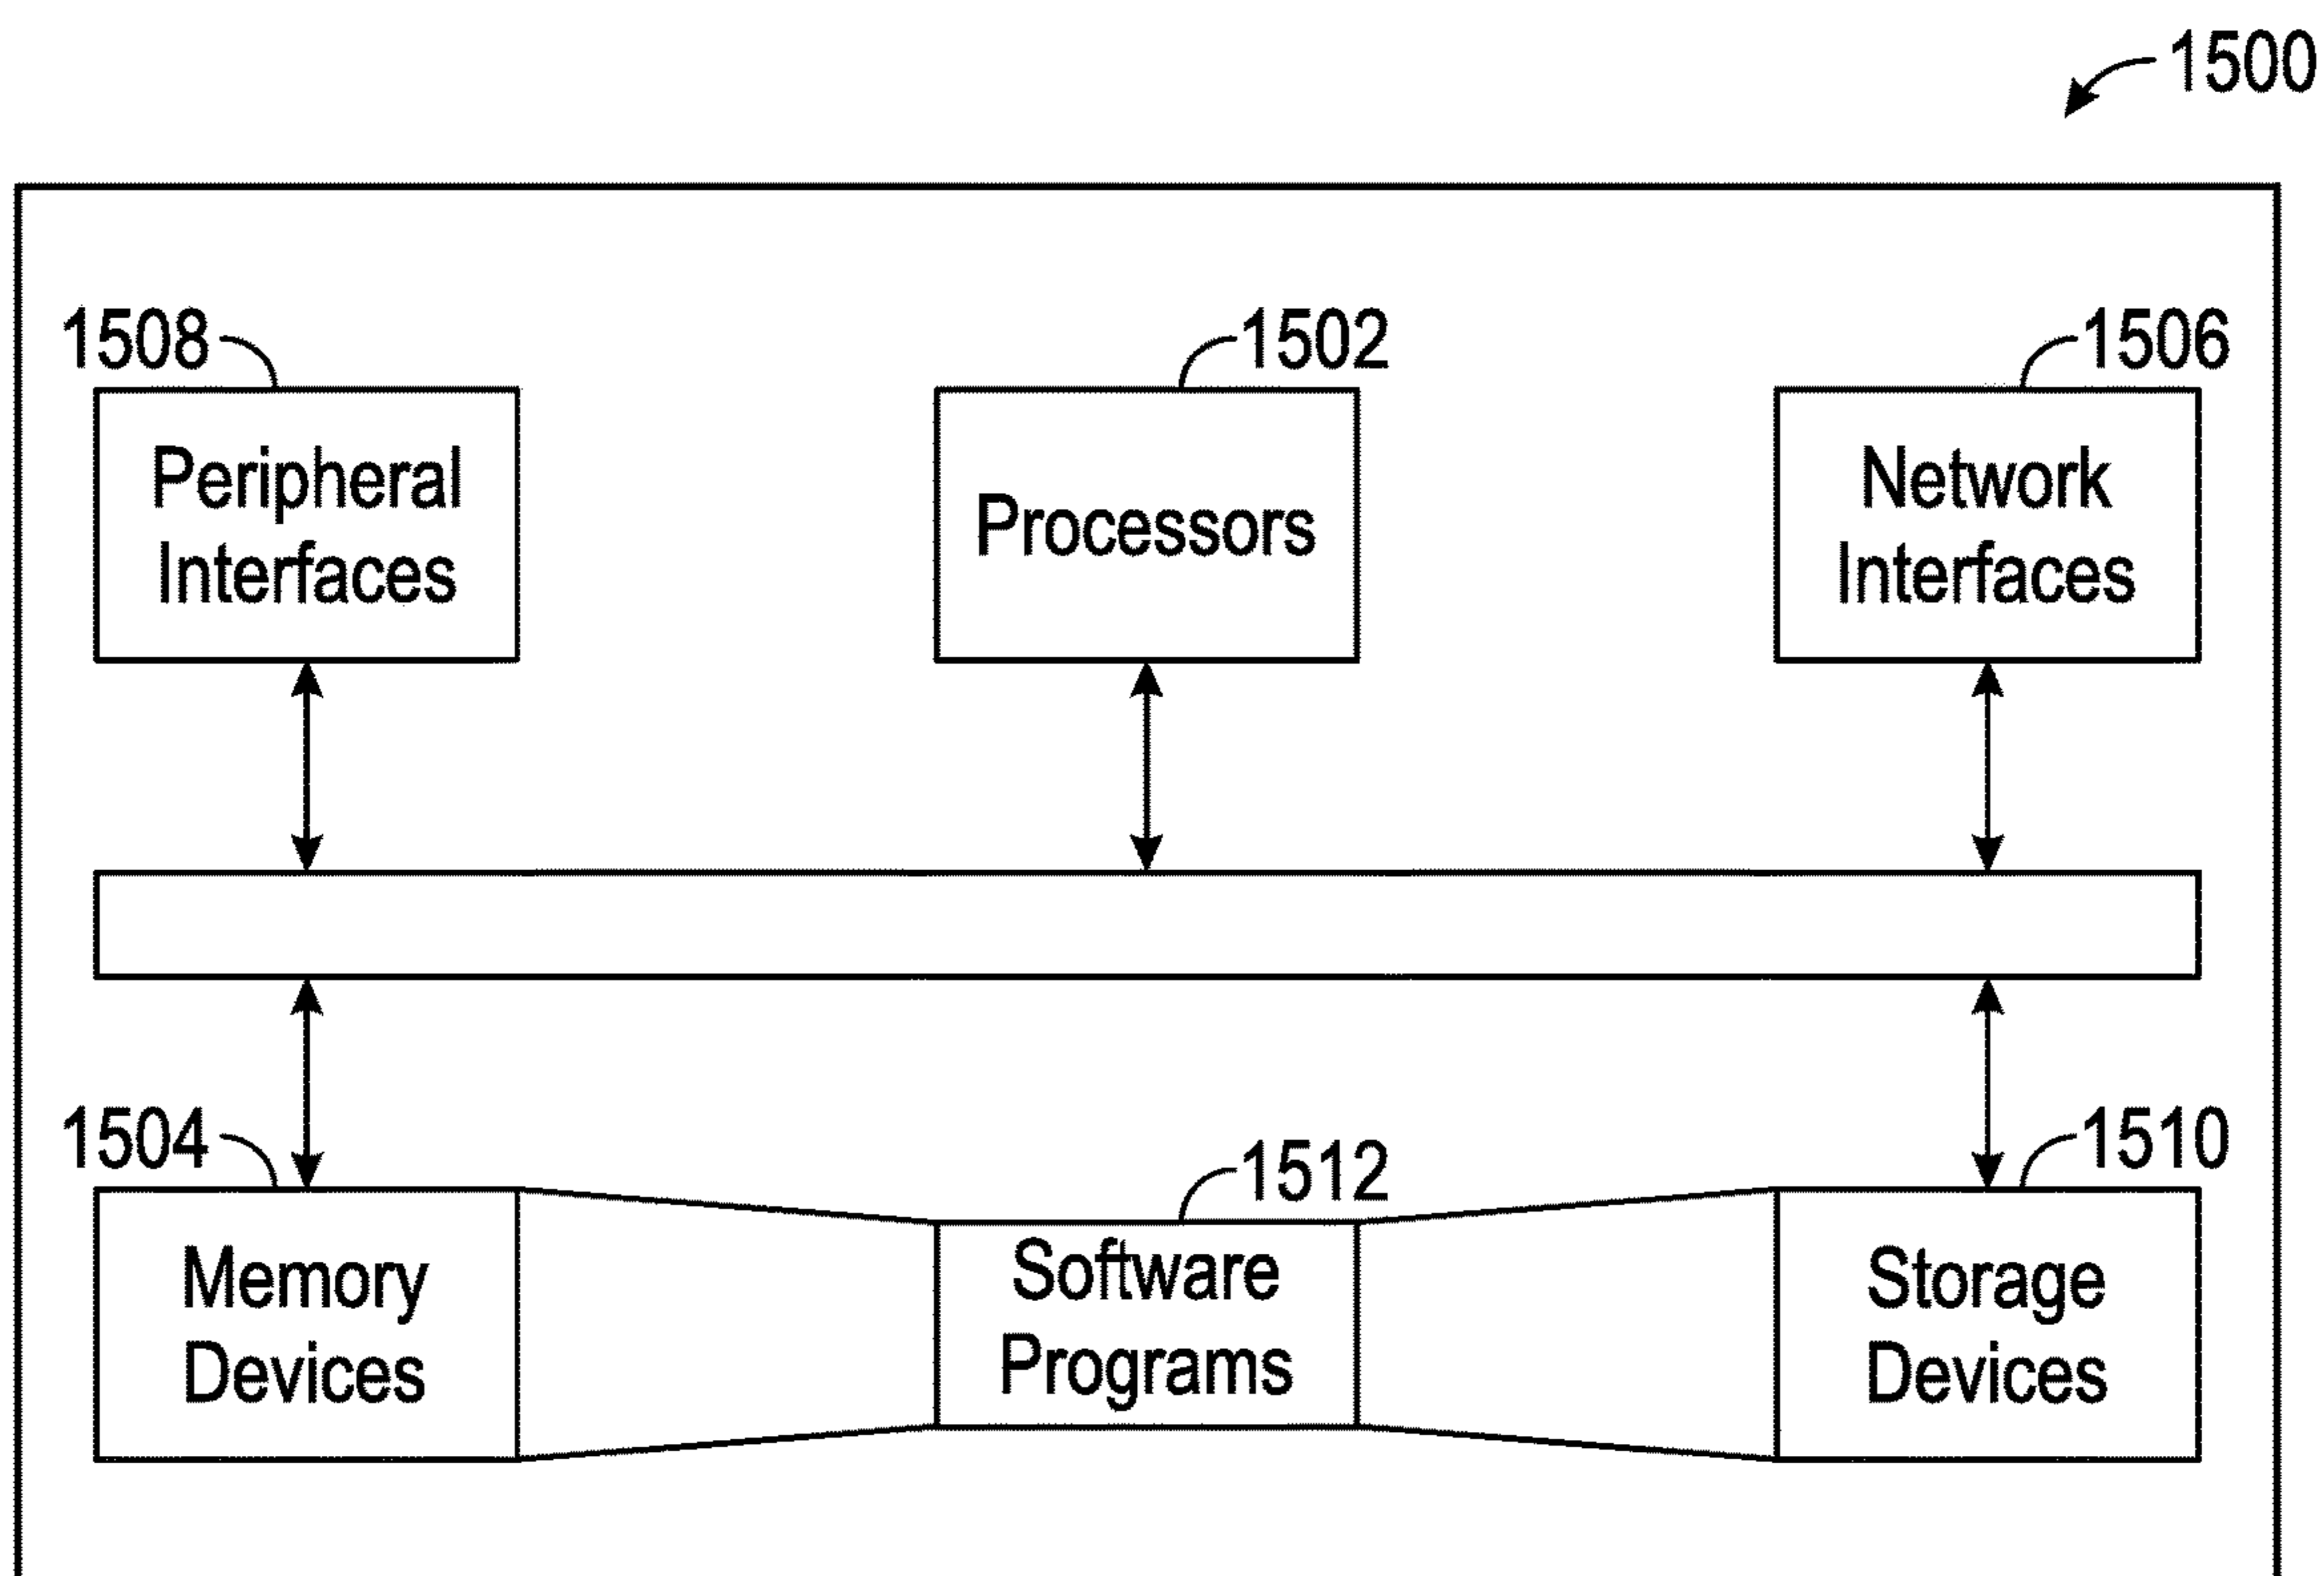 1500
1508
1502
1506
Peripheral
Interfaces
Processors
Network
Interfaces
1504
1512
1510
Memory
Devices
Software
Programs
Storage
Devices